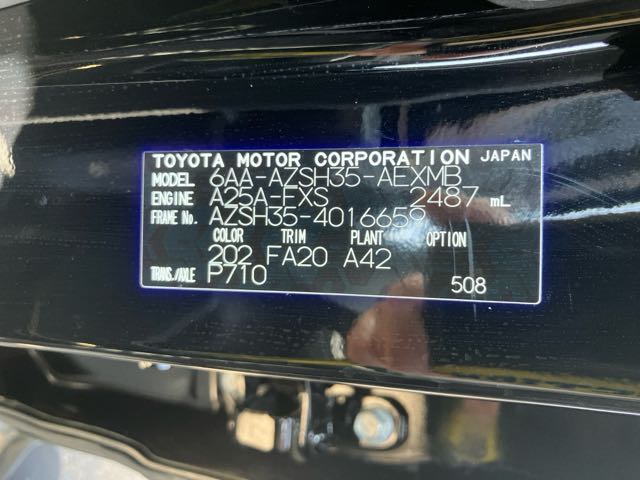 TOYOTA MOTOR CORPORATION JAPAN
MODEL 6AA-AZSH35-AEXMB
ENGINE A25A-FXS 2487 mL
FRAME No. AZSH35-4016659
COLOR TRIM PLANT OPTION
202 FA20 A42
TRANS./AXLE P710 508